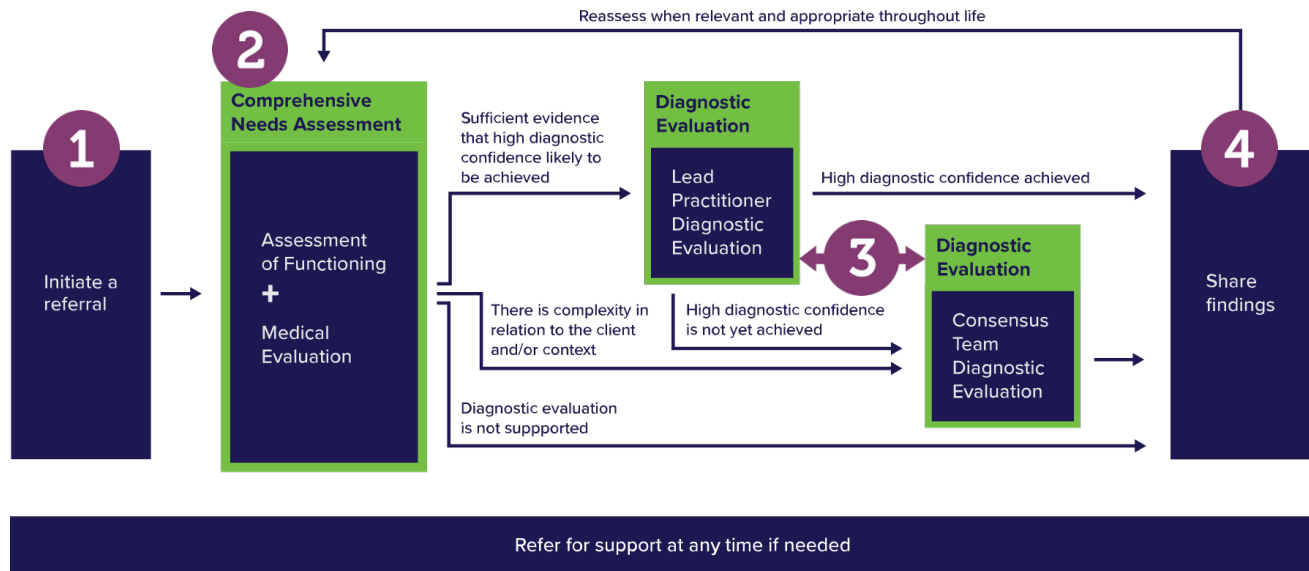 Reassess when relevant and appropriate throughout life
1
Initiate a
referral
2
Comprehensive
Needs Assessment
Assessment
of Functioning
+
Medical
Evaluation
Sufficient evidence
that high diagnostic
confidence likely to
be achieved
There is complexity in
relation to the client
and/or context
Diagnostic evaluation
is not suppported
Diagnostic
Evaluation
Lead
Practitioner
Diagnostic
Evaluation
High diagnostic confidence achieved
High diagnostic confidence
is not yet achieved
3
Diagnostic
Evaluation
Consensus
Team
Diagnostic
Evaluation
4
Share
findings
Refer for support at any time if needed